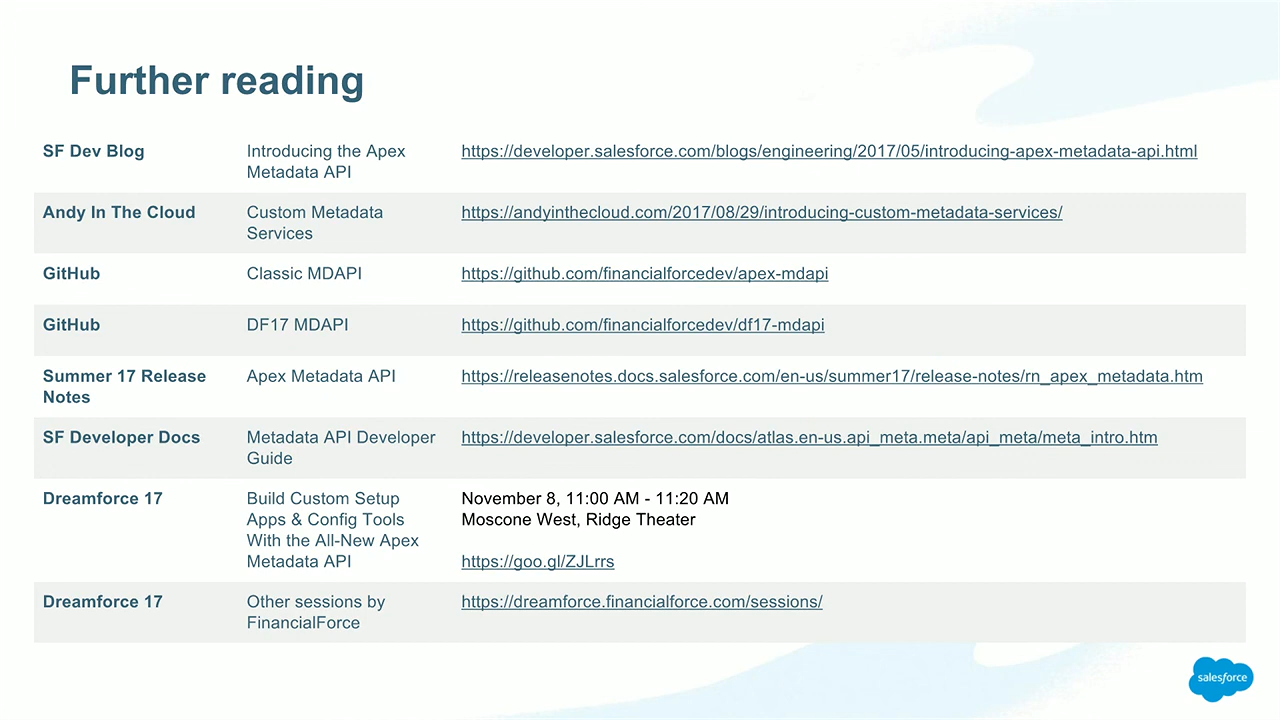 Further reading
SF Dev Blog
Introducing the Apex
Metadata API
https://developer.salesforce.com/blogs/engineering/2017/05/introducing-apex-metadata-api.html
Andy In The Cloud
Custom Metadata
Services
https://andyinthecloud.com/2017/08/29/introducing-custom-metadata-services/
GitHub
Classic MDAPI
https://github.com/financialforcedev/apex-mdapi
GitHub
DF17 MDAPI
https://github.com/financialforcedev/df17-mdapi
Summer 17 Release
Notes
Apex Metadata API
https://releasenotes.docs.salesforce.com/en-us/summer17/release-notes/rn_apex_metadata.htm
SF Developer Docs
Metadata API Developer
Guide
https://developer.salesforce.com/docs/atlas.en-us.api_meta.meta/api_meta/meta_intro.htm
Dreamforce 17
Build Custom Setup
Apps & Config Tools
With the All-New Apex
Metadata API
November 8, 11:00 AM - 11:20 AM
Moscone West, Ridge Theater
https://goo.gl/ZJLrrs
Dreamforce 17
Other sessions by
FinancialForce
https://dreamforce.financialforce.com/sessions/
salesforce